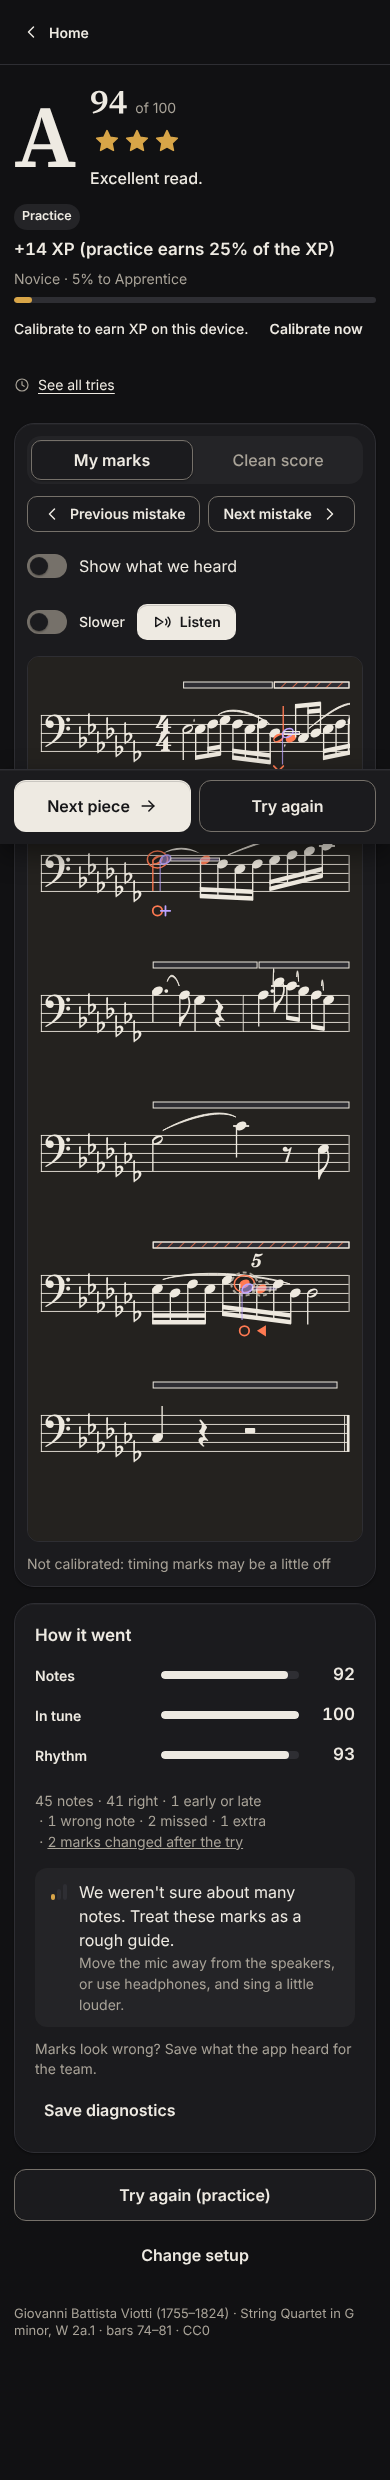 Home
A
94 of 100
Excellent read.
Practice
+14 XP (practice earns 25% of the XP)
Novice · 5% to Apprentice
Calibrate to earn XP on this device. Calibrate now
See all tries
My marks Clean score
Previous mistake Next mistake
Show what we heard
Slower Listen
4
4
Next piece Try again
5
Not calibrated: timing marks may be a little off
How it went
Notes 92
In tune 100
Rhythm 93
45 notes · 41 right · 1 early or late
· 1 wrong note · 2 missed · 1 extra
· 2 marks changed after the try
We weren't sure about many
notes. Treat these marks as a
rough guide.
Move the mic away from the speakers,
or use headphones, and sing a little
louder.
Marks look wrong? Save what the app heard for
the team.
Save diagnostics
Try again (practice)
Change setup
Giovanni Battista Viotti (1755–1824) · String Quartet in G
minor, W 2a.1 · bars 74–81 · CC0